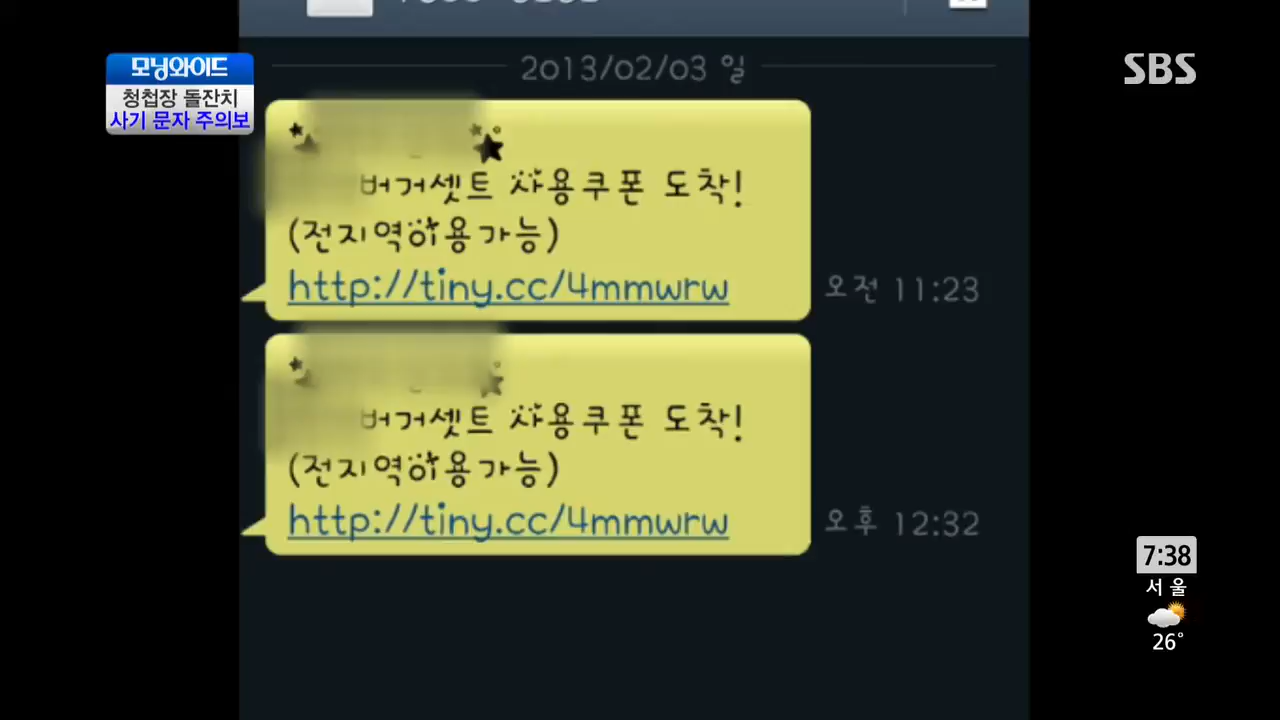 모닝와이드
청첩장 돌잔치
사기 문자 주의보
SBS
2013/02/03 일
버거셋트 사용쿠폰 도착!
(전지역이용가능)
http://tiny.cc/4mmwrw
오전 11:23
버거셋트 사용쿠폰 도착!
(전지역이용가능)
http://tiny.cc/4mmwrw
오후 12:32
7:38
서울
26°